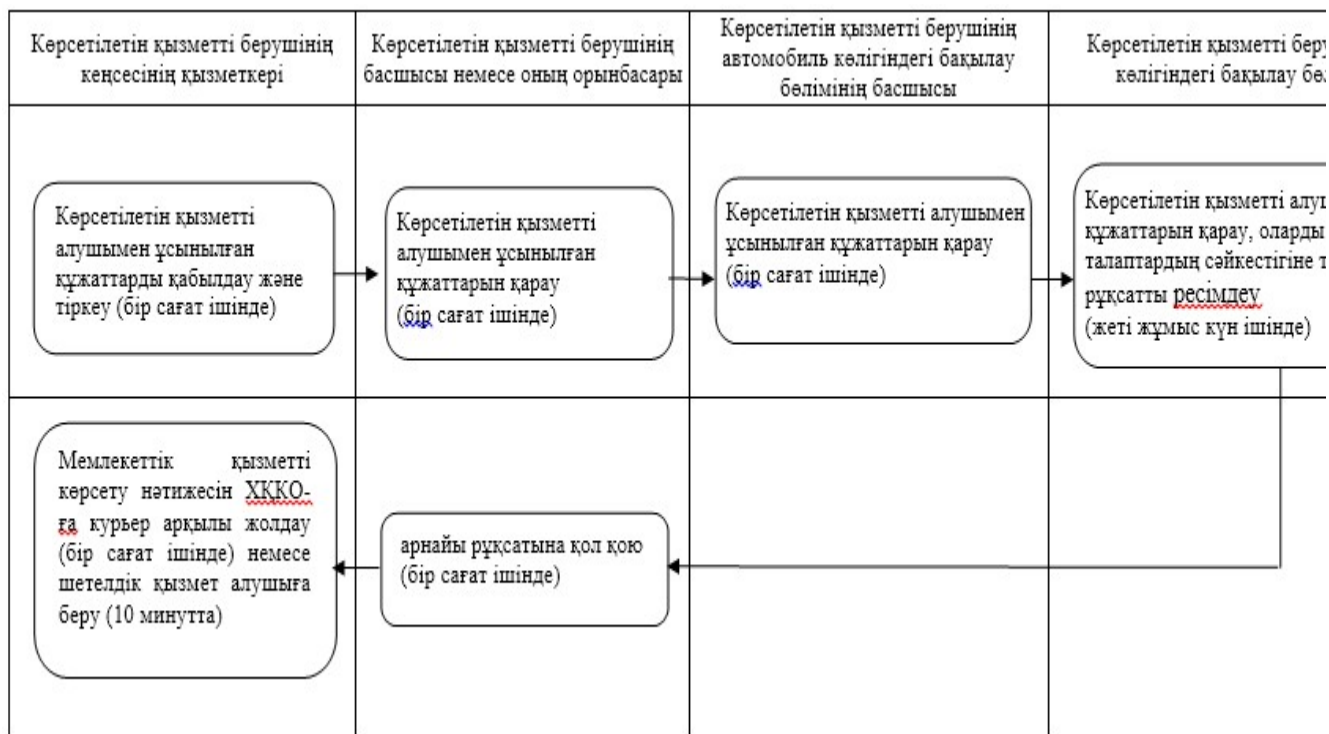 Көрсетілетін қызметті берушінің
кеңсесінің қызметкері
Көрсетілетін қызметті берушінің
басшысы немесе оның орынбасары
Көрсетілетін қызметті берушінің
автомобиль көлігіндегі бақылау
бөлімінің басшысы
Көрсетілетін қызметті
көлігіндегі бақылау
Көрсетілетін қызметті
алушымен ұсынылған
құжаттарды қабылдау және
тіркеу (бір сағат ішінде)
Көрсетілетін қызметті
алушымен ұсынылған
құжаттарын қарау
(бір сағат ішінде)
Көрсетілетін қызметті алушымен
ұсынылған құжаттарын қарау
(бір сағат ішінде)
Көрсетілетін қызметті
құжаттарын қарау, оларды
талаптардың сәйкестігіне
рұқсатты ресімдеу
(жеті жұмыс күн ішінде)
Мемлекеттік қызметті
көрсету нәтижесін ХҚКО-
ға курьер арқылы жолдау
(бір сағат ішінде) немесе
шетелдік қызмет алушыға
беру (10 минутта)
арнайы рұқсатына қол қою
(бір сағат ішінде)